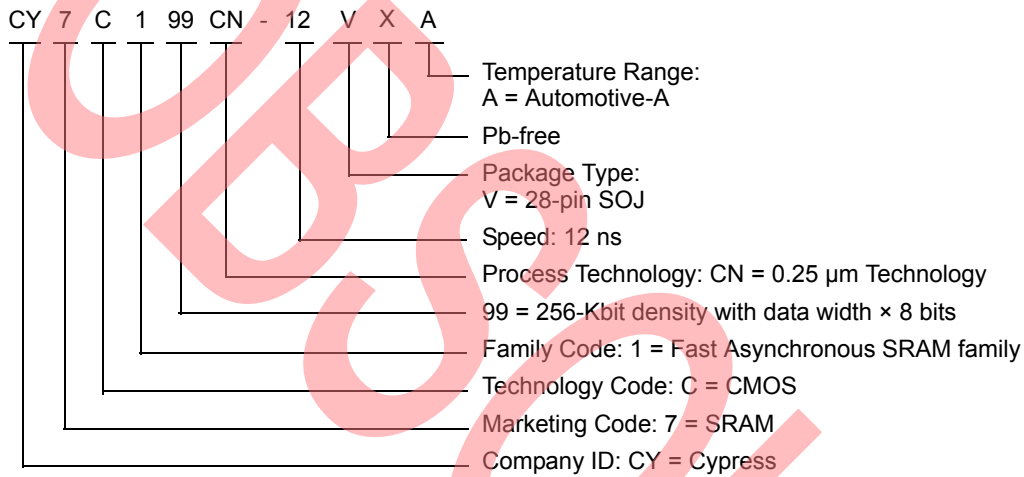 CY 7 C 1 99 CN - 12 V X A
Temperature Range:
A = Automotive-A
Pb-free
Package Type:
V = 28-pin SOJ
Speed: 12 ns
Process Technology: CN = 0.25 µm Technology
99 = 256-Kbit density with data width × 8 bits
Family Code: 1 = Fast Asynchronous SRAM family
Technology Code: C = CMOS
Marketing Code: 7 = SRAM
Company ID: CY = Cypress